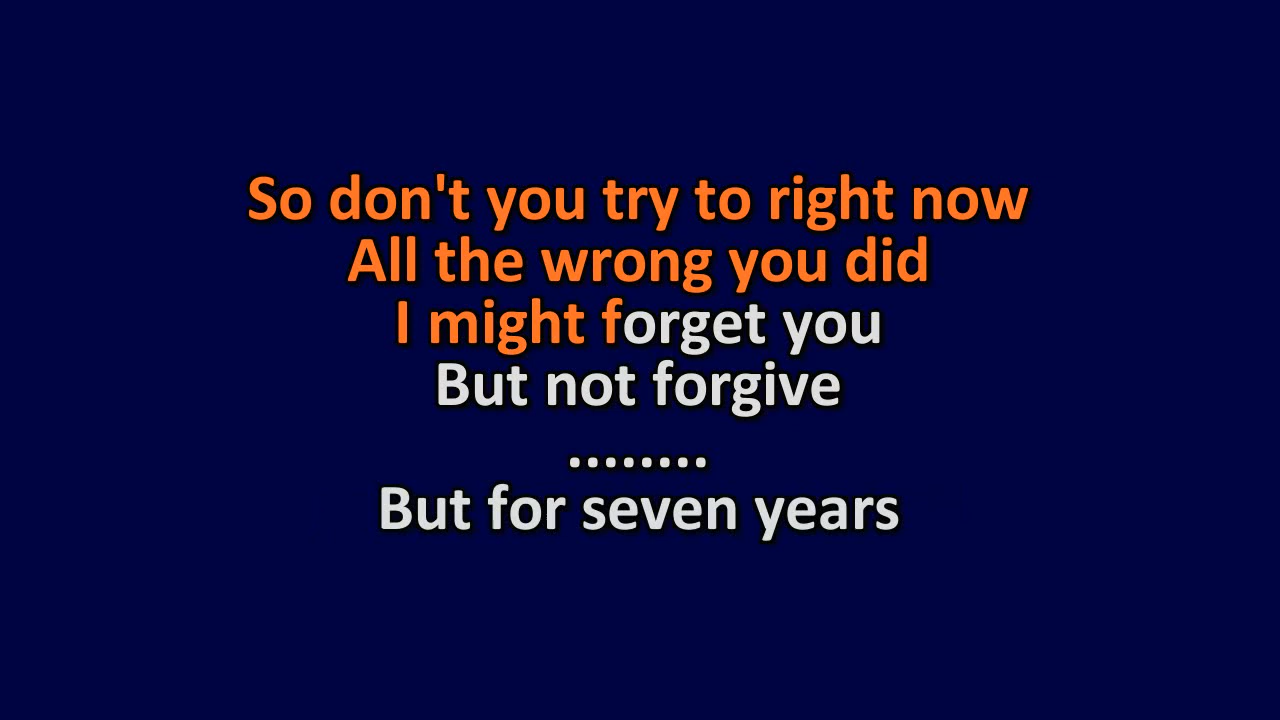 So don't you try to right now
All the wrong you did
I might forget you
But not forgive
........
But for seven years